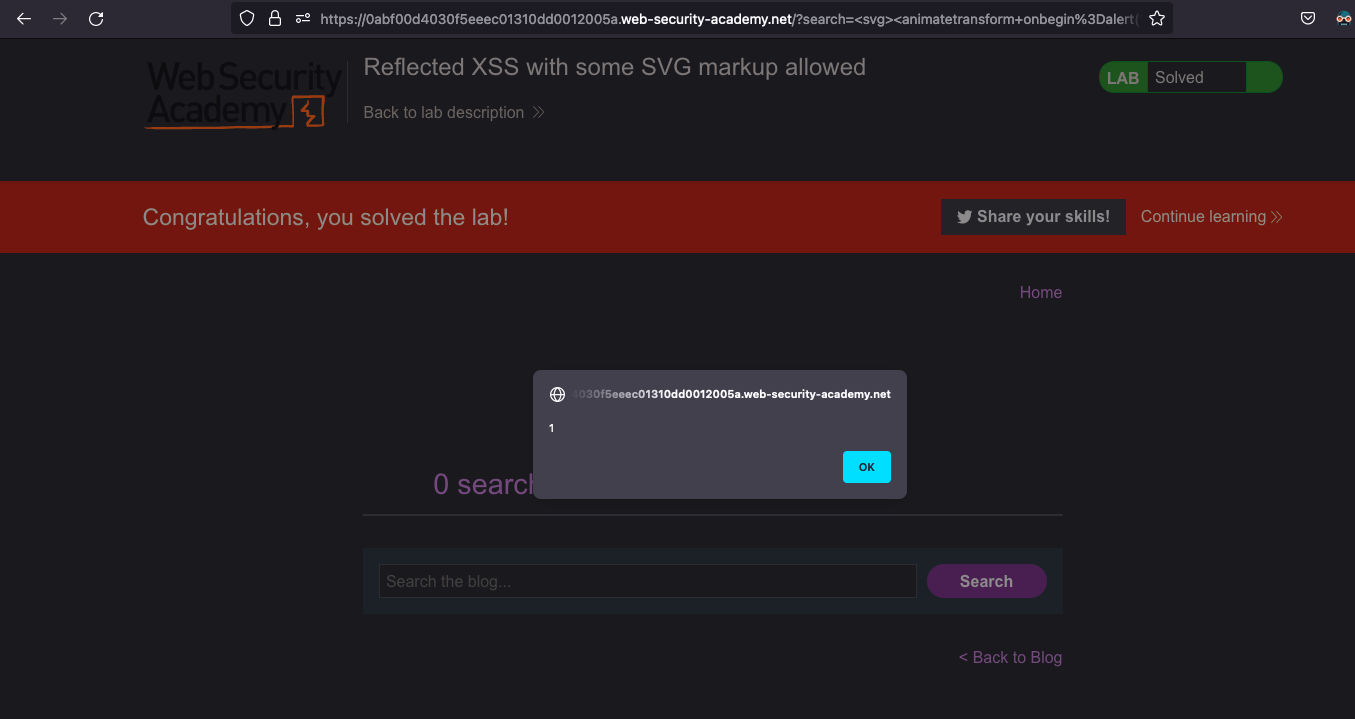 https://0abf00d4030f5eeec01310dd0012005a.web-security-academy.net/?search=<svg><animatetransform+onbegin%3Dalert(
Web Security
Academy
Reflected XSS with some SVG markup allowed
Back to lab description
LAB Solved
Congratulations, you solved the lab!
Share your skills!
Continue learning
Home
4030f5eeec01310dd0012005a.web-security-academy.net
1
OK
0 search
Search the blog...
Search
< Back to Blog